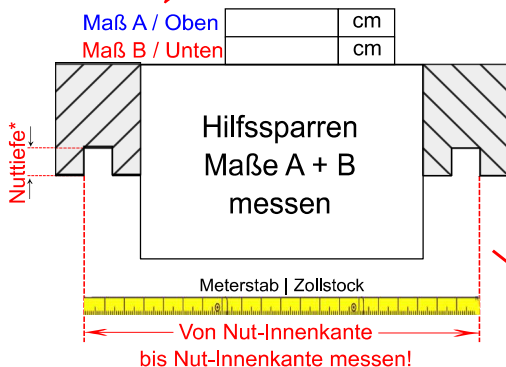 Maß A / Oben cm
Maß B / Unten cm
Nuttiefe*
Hilfssparren
Maße A + B
messen
Meterstab | Zollstock
Von Nut-Innenkante
bis Nut-Innenkante messen!